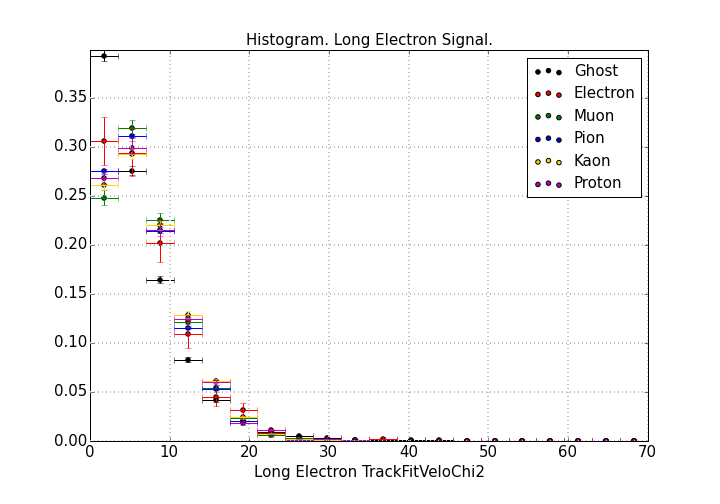 Histogram. Long Electron Signal.
Ghost
Electron
Muon
Pion
Kaon
Proton
0.35
0.30
0.25
0.20
0.15
0.10
0.05
0.00
0 10 20 30 40 50 60 70
Long Electron TrackFitVeloChi2